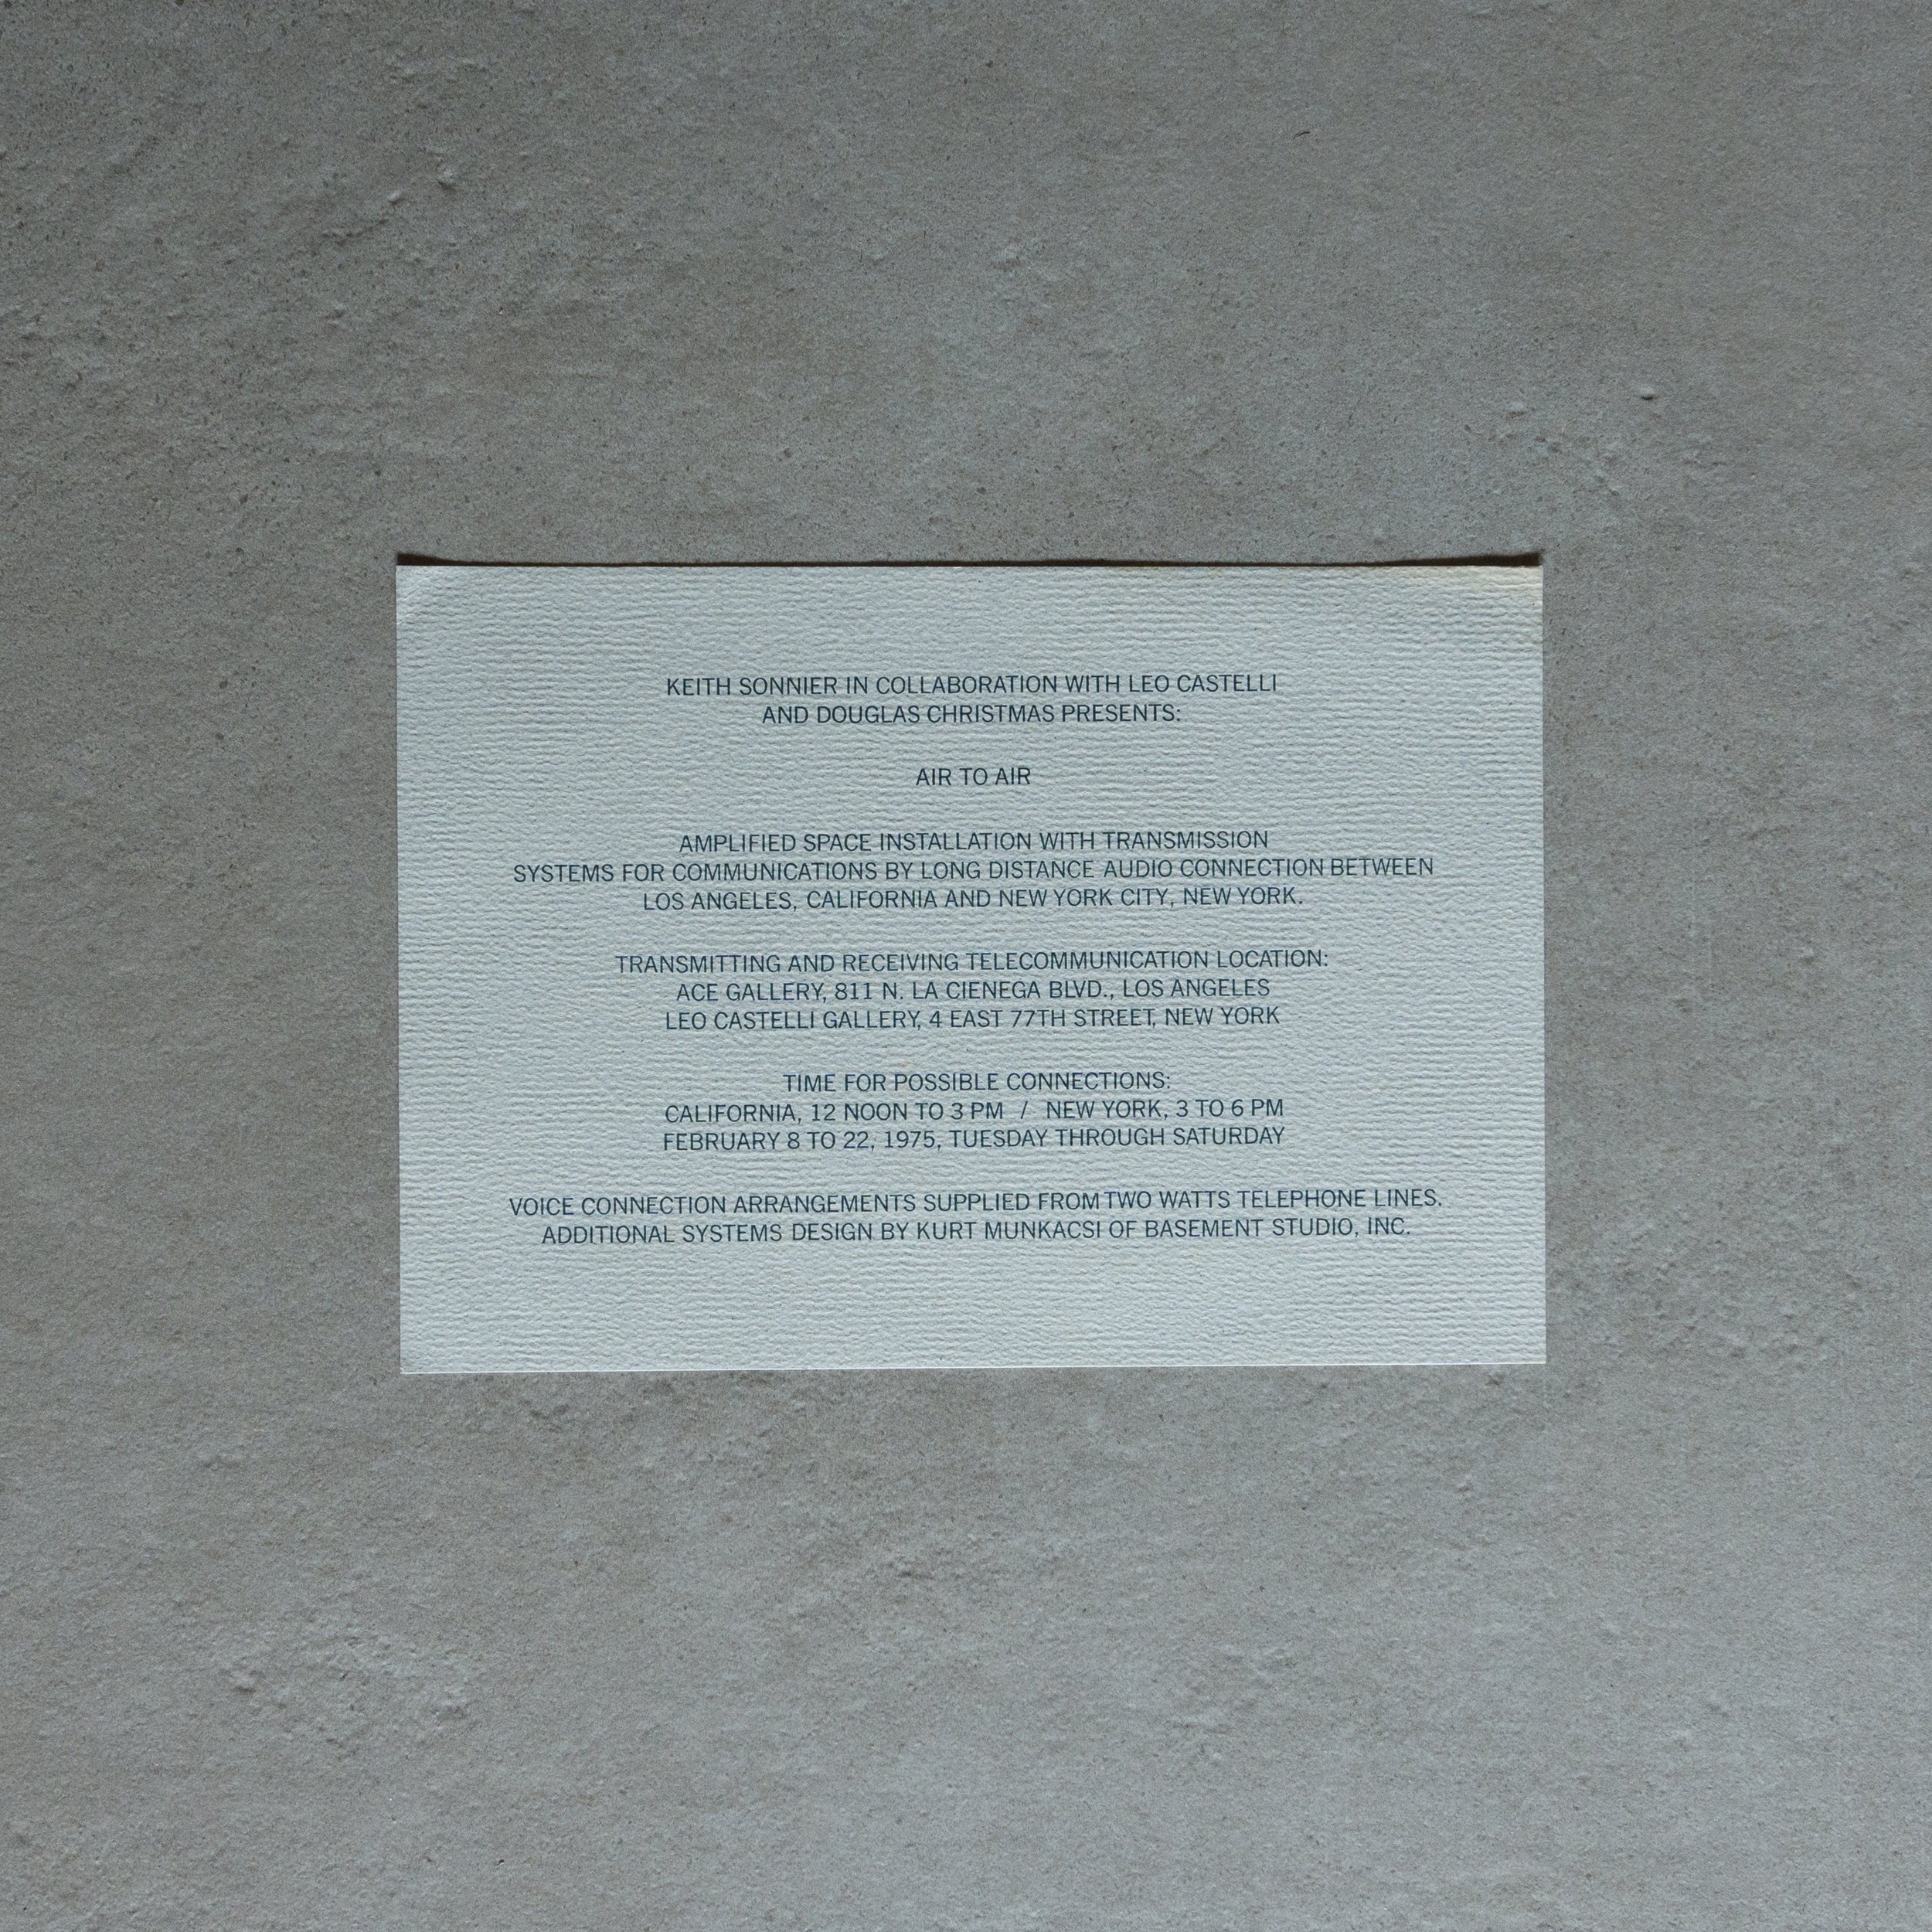 KEITH SONNIER IN COLLABORATION WITH LEO CASTELLI
AND DOUGLAS CHRISTMAS PRESENTS:
AIR TO AIR
AMPLIFIED SPACE INSTALLATION WITH TRANSMISSION
SYSTEMS FOR COMMUNICATIONS BY LONG DISTANCE AUDIO CONNECTION BETWEEN
LOS ANGELES, CALIFORNIA AND NEW YORK CITY, NEW YORK.
TRANSMITTING AND RECEIVING TELECOMMUNICATION LOCATION:
ACE GALLERY, 811 N. LA CIENEGA BLVD., LOS ANGELES
LEO CASTELLI GALLERY, 4 EAST 77TH STREET, NEW YORK
TIME FOR POSSIBLE CONNECTIONS:
CALIFORNIA, 12 NOON TO 3 PM / NEW YORK, 3 TO 6 PM
FEBRUARY 8 TO 22, 1975, TUESDAY THROUGH SATURDAY
VOICE CONNECTION ARRANGEMENTS SUPPLIED FROM TWO WATTS TELEPHONE LINES.
ADDITIONAL SYSTEMS DESIGN BY KURT MUNKACSI OF BASEMENT STUDIO, INC.